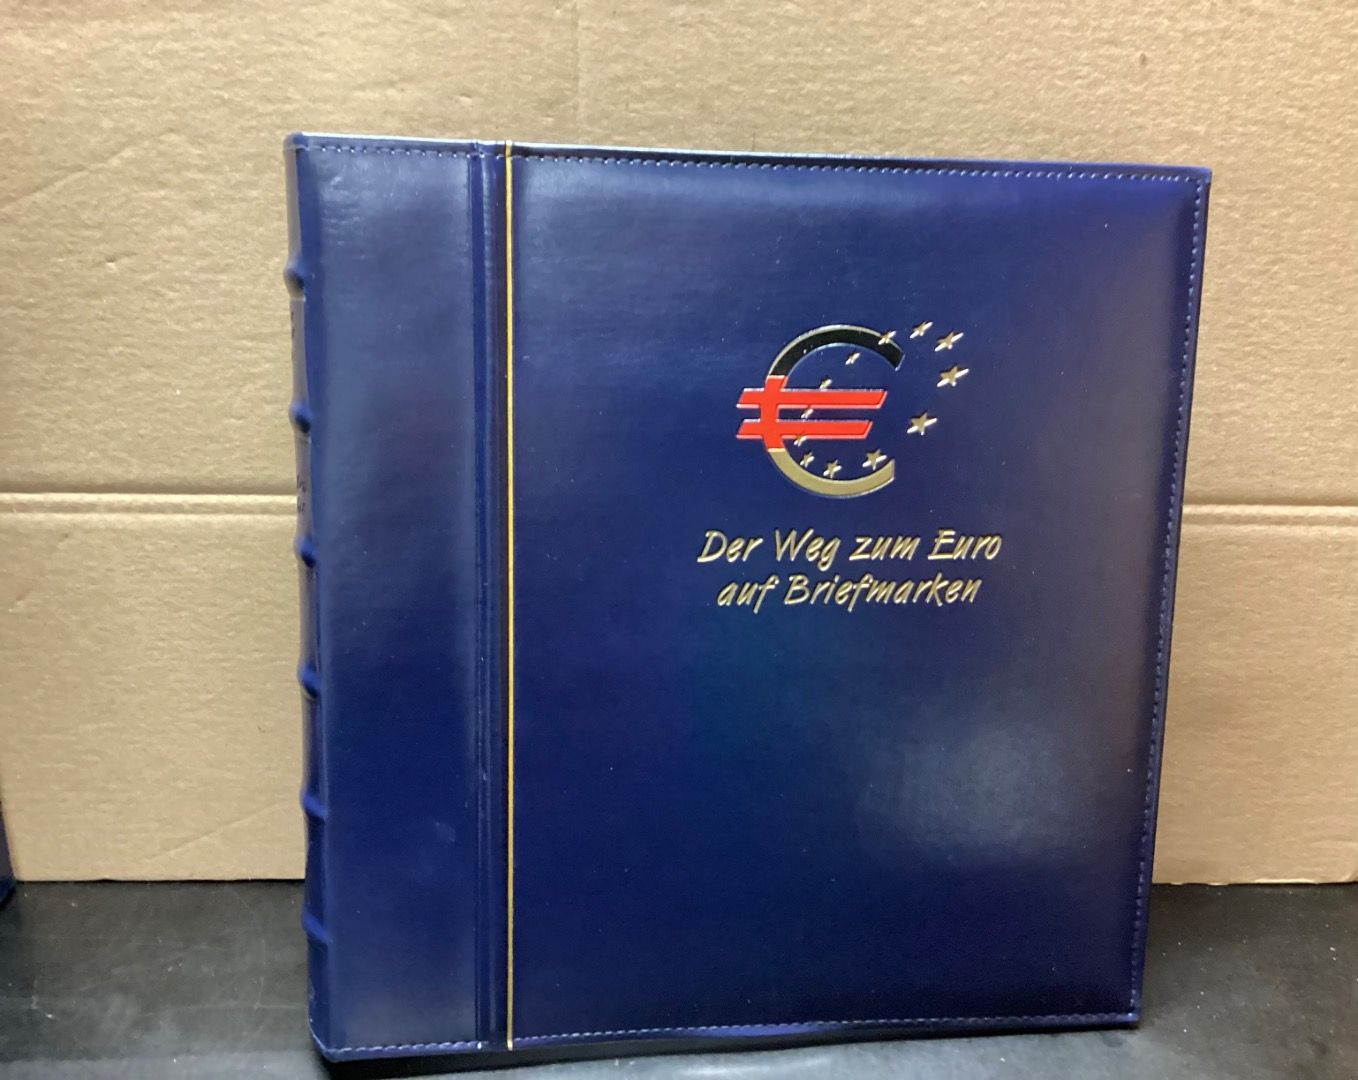 Der Weg zum Euro
auf Briefmarken